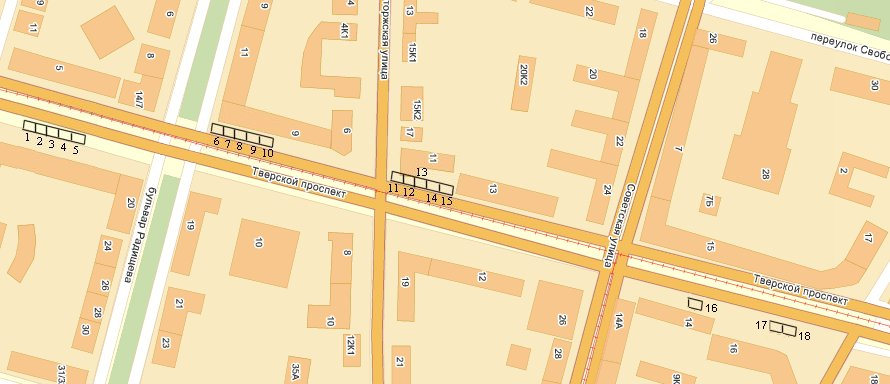 9
11
6
4К1
13
22
18
26
переулок Свобо
торжская улица
15К1
11
8
5
14/7
20К2
20
30
15К2
9
6
17
22
7
28
2
1 2 3 4 5
6 7 8 9 10
11
13
11 12 14 15
13
24
Тверской проспект
Советская улица
7Б
15
17
20
бульвар Радищева
19
10
8
24
26
28
30
21
23
10
12К1
19
12
26
14А
14
16
Тверской проспект
16
17 18
28
9К
31/3
35А
21
18